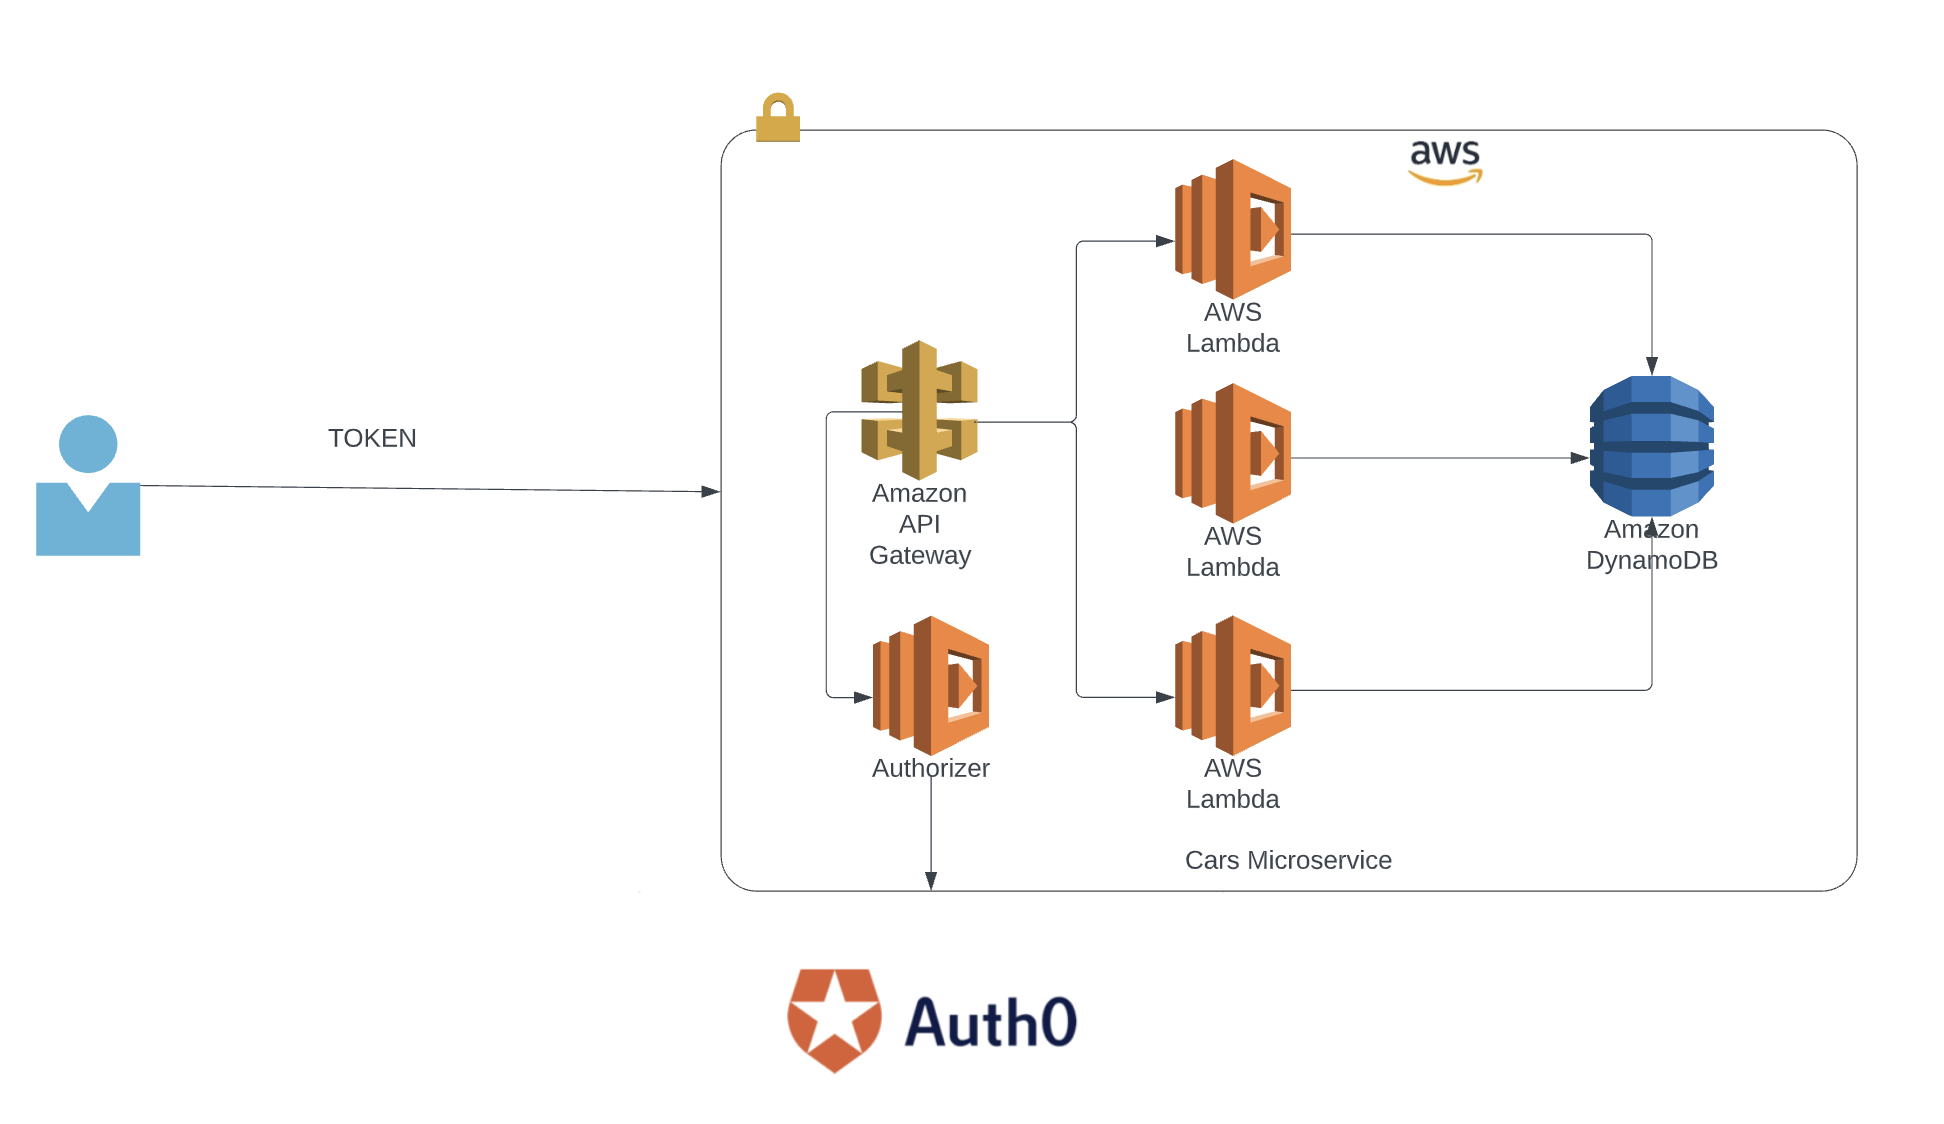 aws
AWS
Lambda
TOKEN
Amazon
API
Gateway
AWS
Lambda
Amazon
DynamoDB
Authorizer
AWS
Lambda
Cars Microservice
Auth0